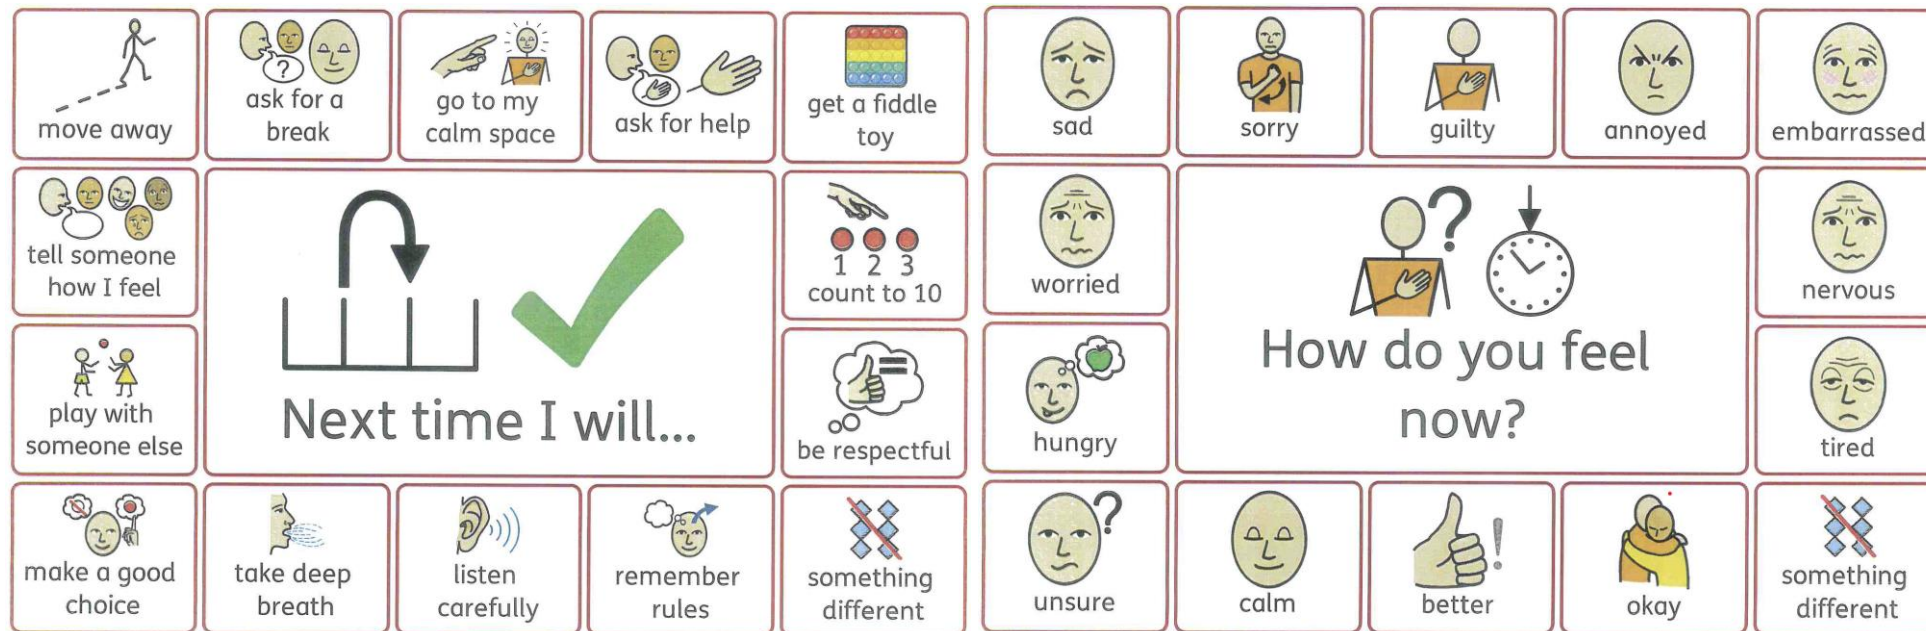 move away
ask for a
break
go to my
calm space
ask for help
get a fiddle
toy
tell someone
how I feel
?
Next time I will...
1 2 3
count to 10
play with
someone else
be respectful
make a good
choice
take deep
breath
listen
carefully
remember
rules
something
different
sad
sorry
guilty
annoyed
embarrassed
worried
?
How do you feel
now?
nervous
hungry
tired
?
unsure
calm
!
better
okay
something
different